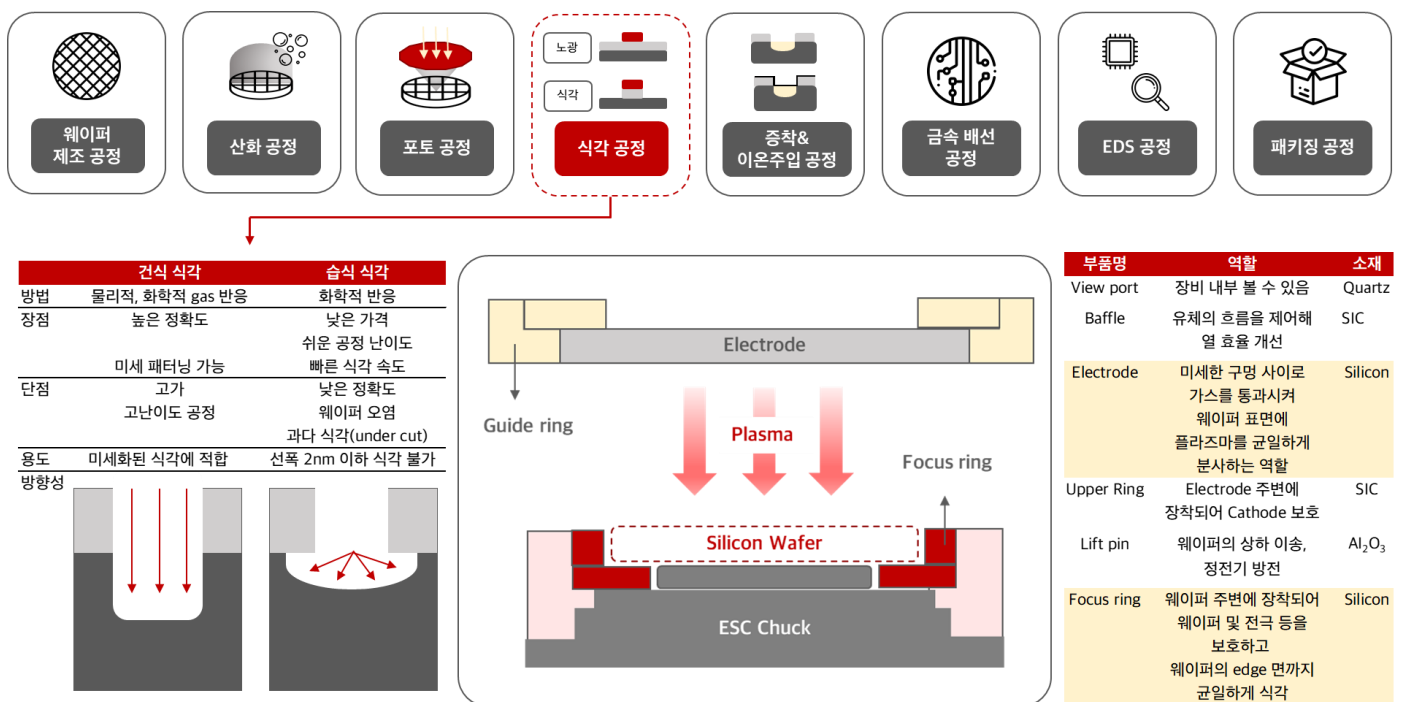 노광
식각
웨이퍼
제조 공정
산화 공정
포토 공정
식각 공정
증착&
이온주입 공정
금속 배선
공정
EDS 공정
패키징 공정
건식 식각 습식 식각
방법 물리적, 화학적 gas 반응 화학적 반응
장점 높은 정확도 낮은 가격
쉬운 공정 난이도
미세 패터닝 가능 빠른 식각 속도
단점 고가 낮은 정확도
고난이도 공정 웨이퍼 오염
과다 식각(under cut)
용도 미세화된 식각에 적합 선폭 2nm 이하 식각 불가
방향성
Electrode
Guide ring
Plasma
Focus ring
Silicon Wafer
ESC Chuck
부품명 역할 소재
View port 장비 내부 볼 수 있음 Quartz
Baffle 유체의 흐름을 제어해 SIC
열 효율 개선
Electrode 미세한 구멍 사이로 Silicon
가스를 통과시켜
웨이퍼 표면에
플라즈마를 균일하게
분사하는 역할
Upper Ring Electrode 주변에 SIC
장착되어 Cathode 보호
Lift pin 웨이퍼의 상하 이송, Al₂O₃
정전기 방전
Focus ring 웨이퍼 주변에 장착되어 Silicon
웨이퍼 및 전극 등을
보호하고
웨이퍼의 edge 면까지
균일하게 식각